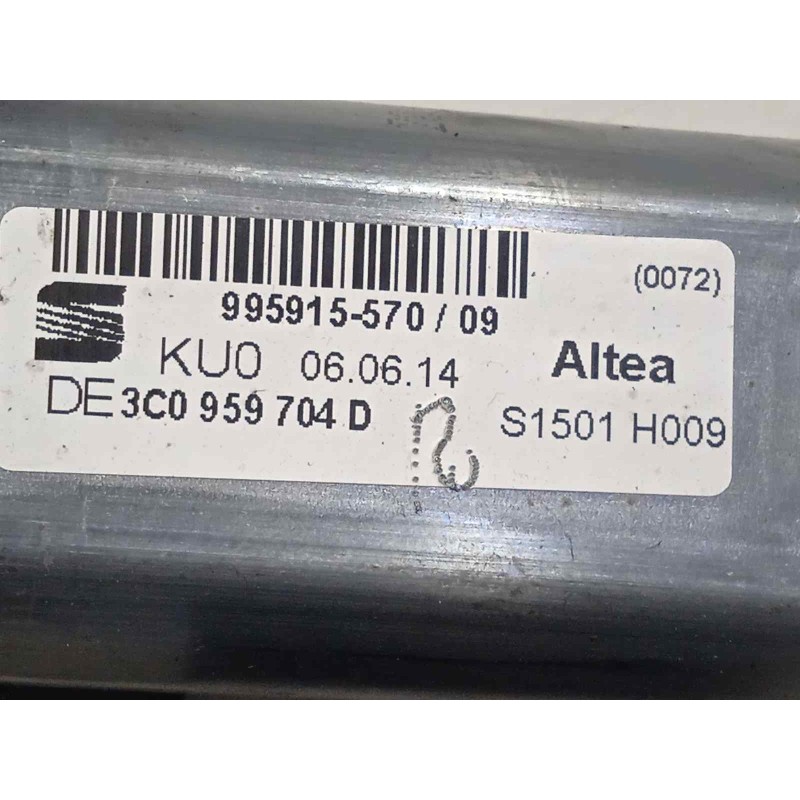 (0072)
995915-570 / 09
KU0 06.06.14 Altea
DE 3C0 959 704 D S1501 H009